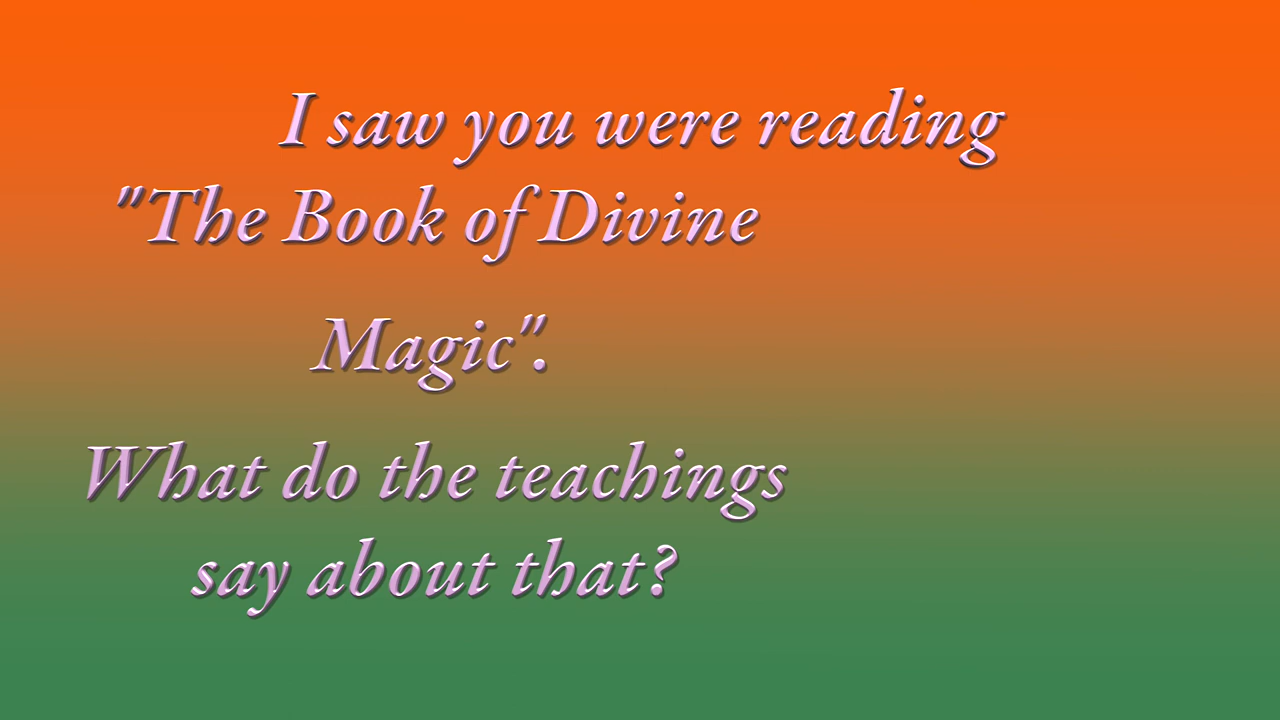 I saw you were reading
"The Book of Divine
Magic".
What do the teachings
say about that?